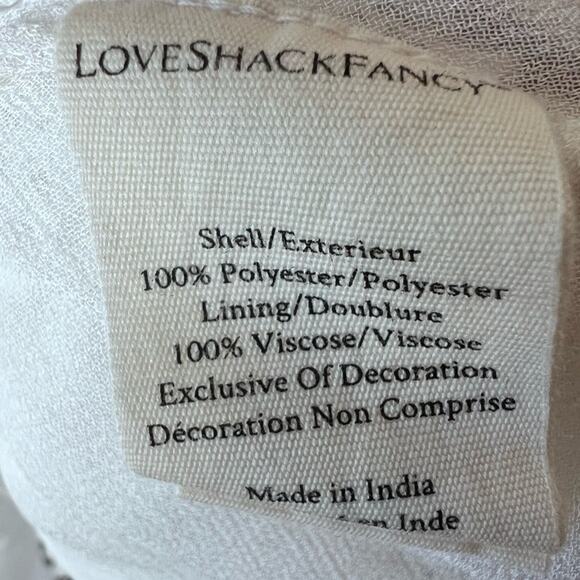 LOVESHACKFANCY
Shell/Exterieur
100% Polyester/Polyester
Lining/Doublure
100% Viscose/Viscose
Exclusive Of Decoration
Décoration Non Comprise
Made in India
en Inde